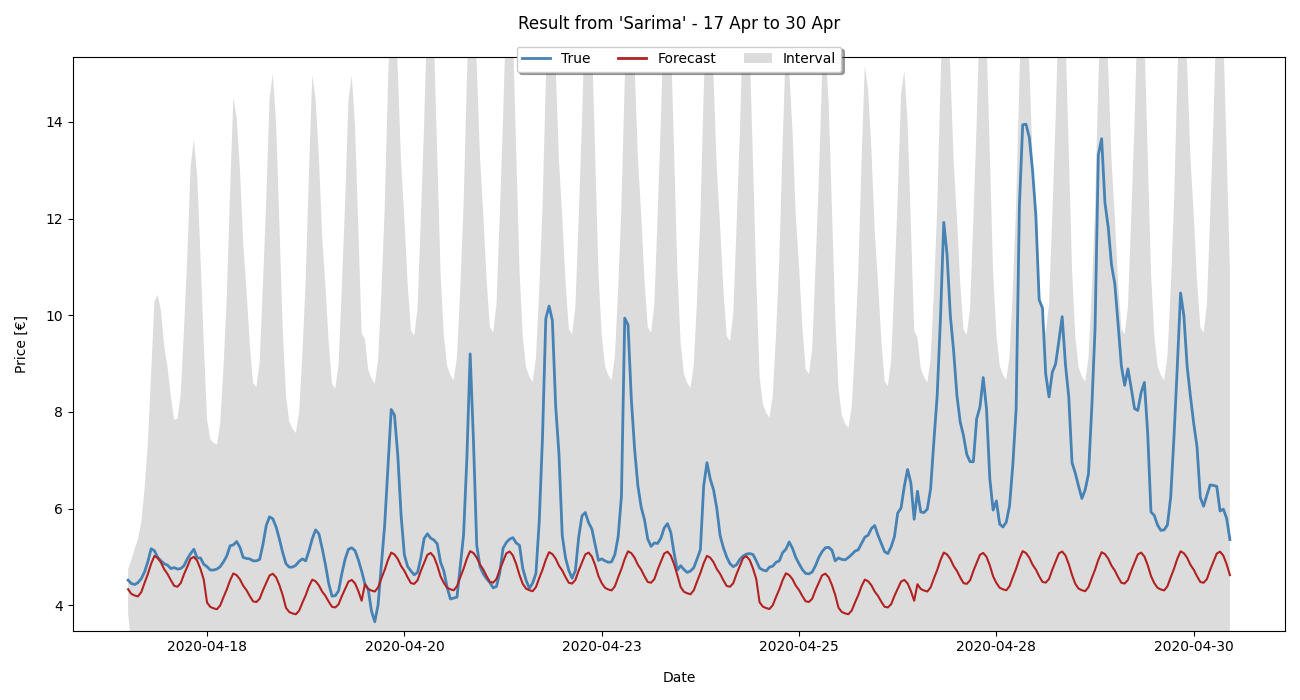 Result from 'Sarima' - 17 Apr to 30 Apr
True Forecast Interval
Price [€]
14
12
10
8
6
4
2020-04-18 2020-04-20 2020-04-23 2020-04-25 2020-04-28 2020-04-30
Date